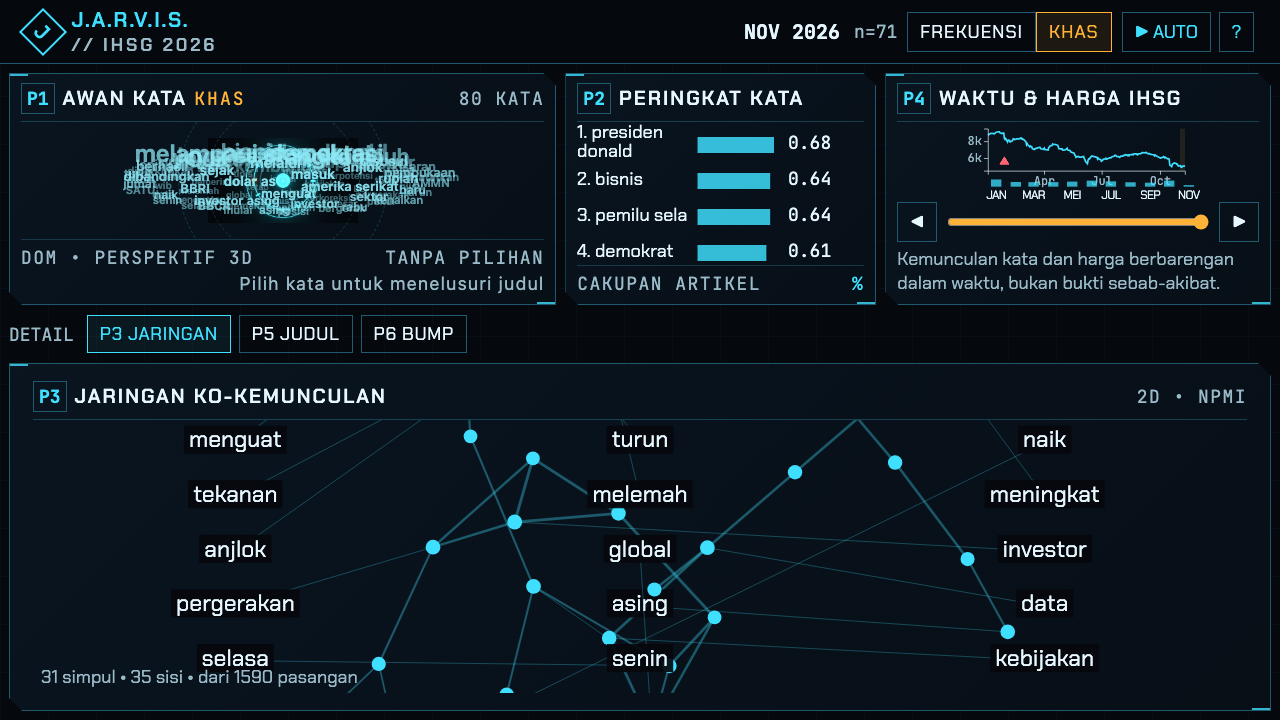 J.A.R.V.I.S.
// IHSG 2026
NOV 2026 n=71 FREKUENSI KHAS ▶ AUTO ?
P1 AWAN KATA KHAS 80 KATA
sejak
masuk
anjlok
dibandingkan
dolar as
BBRI
amerika serikat
menguat
sektor
naik
senin
investor asing
investor
asing
DOM • PERSPEKTIF 3D TANPA PILIHAN
Pilih kata untuk menelusuri judul
P2 PERINGKAT KATA
1. presiden donald 0.68
2. bisnis 0.64
3. pemilu sela 0.64
4. demokrat 0.61
CAKUPAN ARTIKEL %
P4 WAKTU & HARGA IHSG
8k
6k
Apr Jul Oct
JAN MAR MEI JUL SEP NOV
◀ ▶
Kemunculan kata dan harga berbarengan
dalam waktu, bukan bukti sebab-akibat.
DETAIL P3 JARINGAN P5 JUDUL P6 BUMP
P3 JARINGAN KO-KEMUNCULAN 2D • NPMI
menguat turun naik
tekanan melemah meningkat
anjlok global investor
pergerakan asing data
selasa senin kebijakan
31 simpul • 35 sisi • dari 1590 pasangan